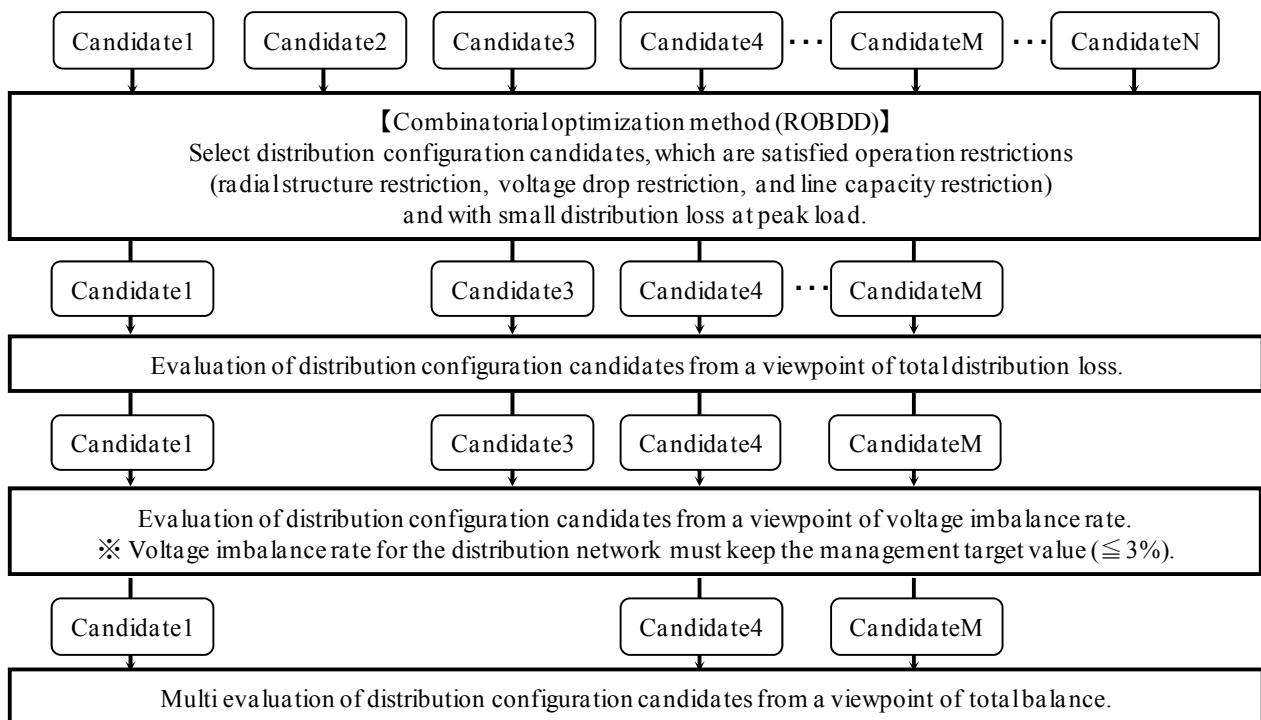 Candidate1 Candidate2 Candidate3 Candidate4 ··· CandidateM ··· CandidateN
【Combinatorial optimization method (ROBDD)】
Select distribution configuration candidates, which are satisfied operation restrictions
(radial structure restriction, voltage drop restriction, and line capacity restriction)
and with small distribution loss at peak load.
Candidate1 Candidate3 Candidate4 ··· CandidateM
Evaluation of distribution configuration candidates from a viewpoint of total distribution loss.
Candidate1 Candidate3 Candidate4 CandidateM
Evaluation of distribution configuration candidates from a viewpoint of voltage imbalance rate.
※ Voltage imbalance rate for the distribution network must keep the management target value (≦3%).
Candidate1 Candidate4 CandidateM
Multi evaluation of distribution configuration candidates from a viewpoint of total balance.